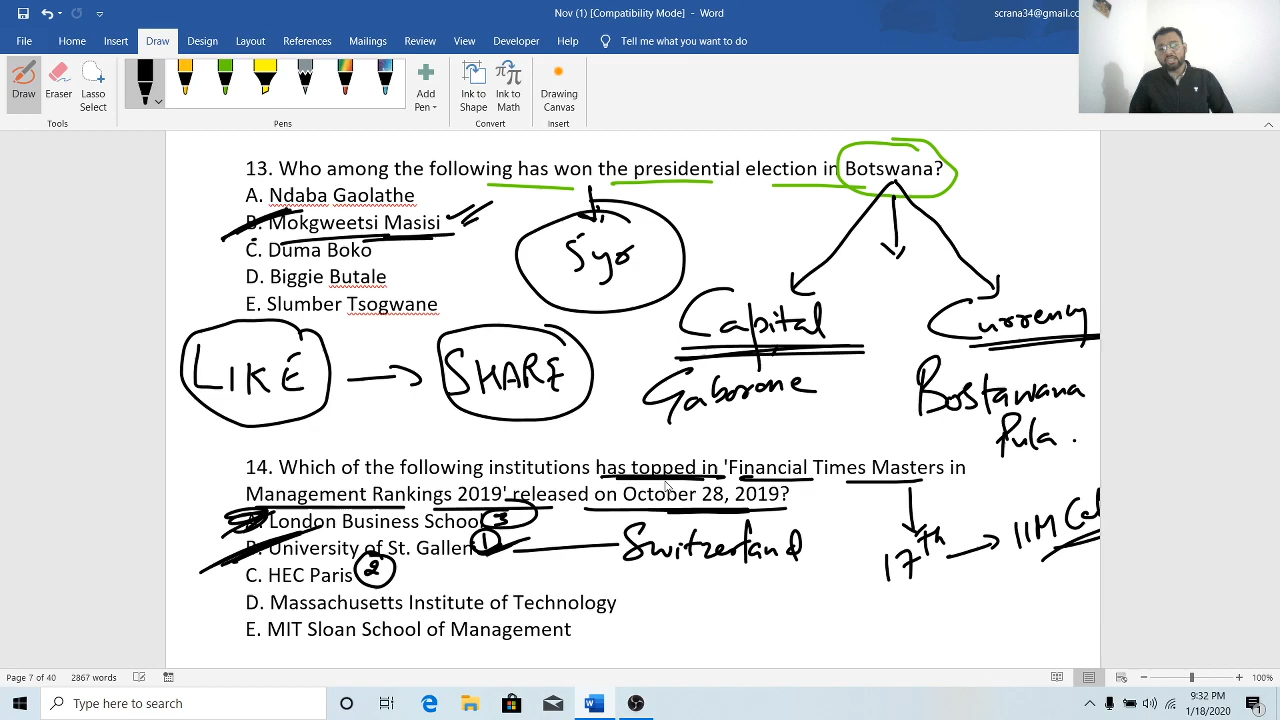 Nov (1) [Compatibility Mode] - Word
scrana34@gmail.co
File Home Insert Draw Design Layout References Mailings Review View Developer Help Tell me what you want to do
Draw Eraser Lasso Select Add Pen Ink to Shape Ink to Math Drawing Canvas
Tools Pens Convert Insert
13. Who among the following has won the presidential election in Botswana?
A. Ndaba Gaolathe
B. Mokgweetsi Masisi
C. Duma Boko
D. Biggie Butale
E. Slumber Tsogwane
5yr
Capital
Gaborone
Currency
Bostawana
Pula.
LIKE
SHARE
14. Which of the following institutions has topped in 'Financial Times Masters in
Management Rankings 2019' released on October 28, 2019?
A. London Business School 3
B. University of St. Gallen 1 Switzerland
C. HEC Paris 2
D. Massachusetts Institute of Technology
E. MIT Sloan School of Management
17th
IIM Cal
Page 7 of 40 2867 words 100%
Type here to search
9:32 PM
1/18/2020